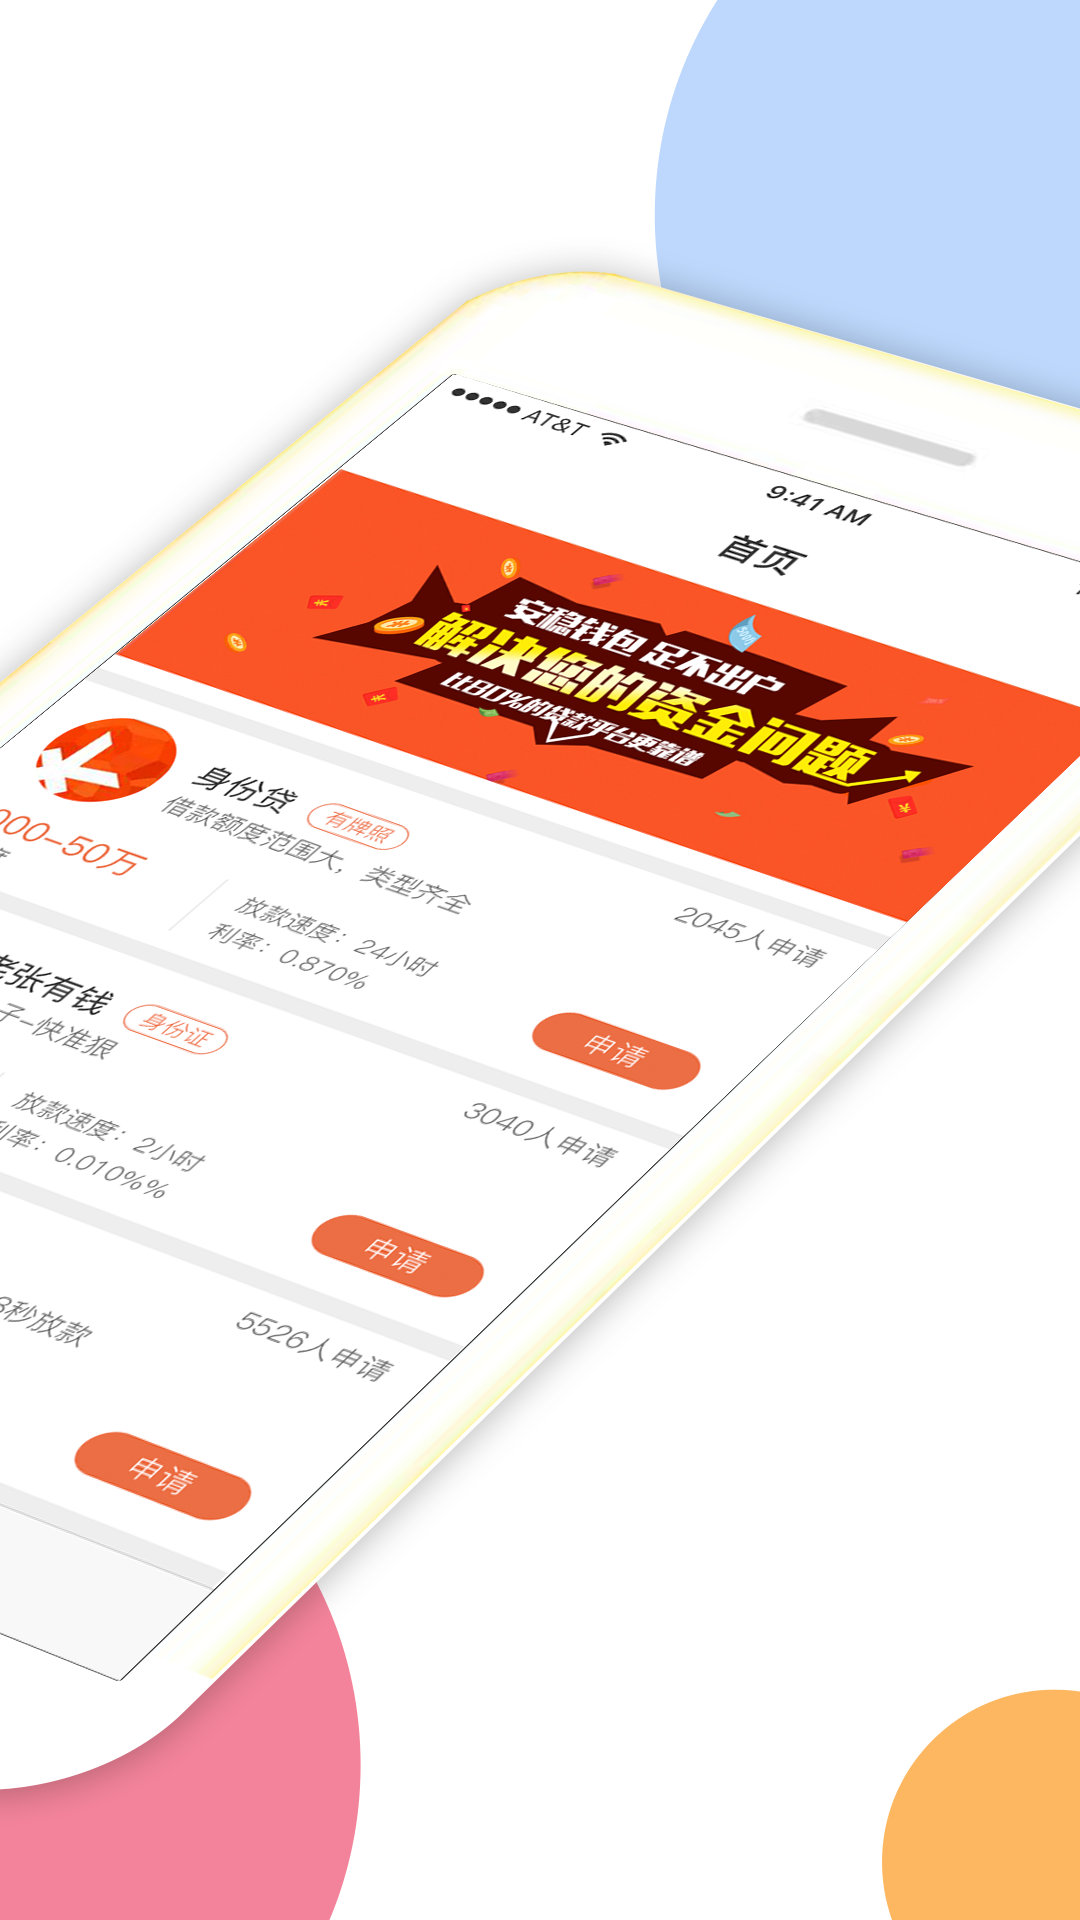 AT&T
9:41 AM
首页
安稳钱包 足不出户
解决您的资金问题
比80%的贷款平台更靠谱
身份贷 有牌照
借款额度范围大，类型齐全
2045人申请
000-50万
放款速度：24小时
利率：0.870%
申请
老张有钱 身份证
子-快准狠
3040人申请
放款速度：2小时
利率：0.010%%
申请
5526人申请
3秒放款
申请